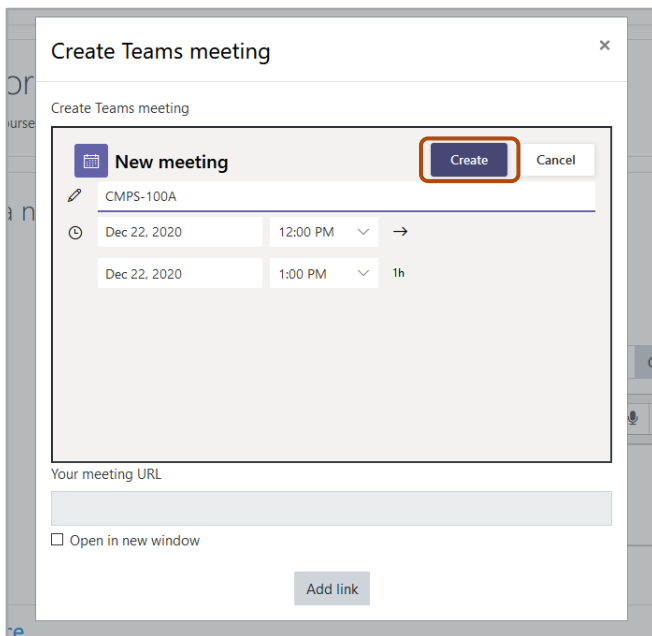 Create Teams meeting
×
Create Teams meeting
New meeting
Create
Cancel
CMPS-100A
Dec 22, 2020
12:00 PM
→
Dec 22, 2020
1:00 PM
1h
Your meeting URL
Open in new window
Add link